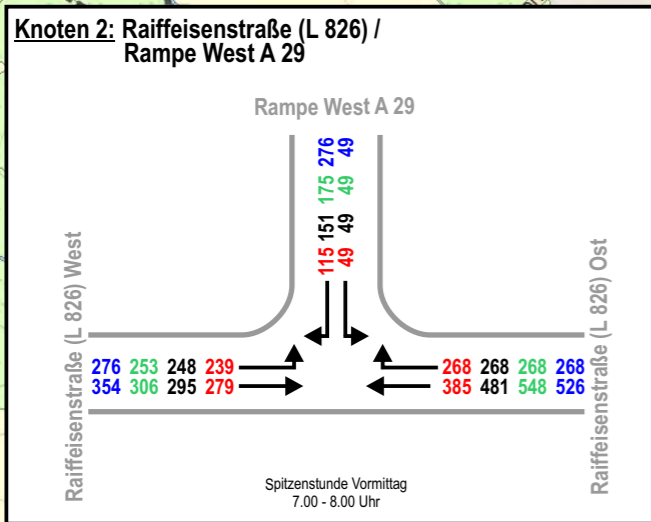 Knoten 2: Raiffeisenstraße (L 826) /
Rampe West A 29
Rampe West A 29
115 151 175 276
49 49 49 49
Raiffeisenstraße (L 826) West
276 253 248 239
354 306 295 279
268 268 268 268
385 481 548 526
Raiffeisenstraße (L 826) Ost
Spitzenstunde Vormittag
7.00 - 8.00 Uhr